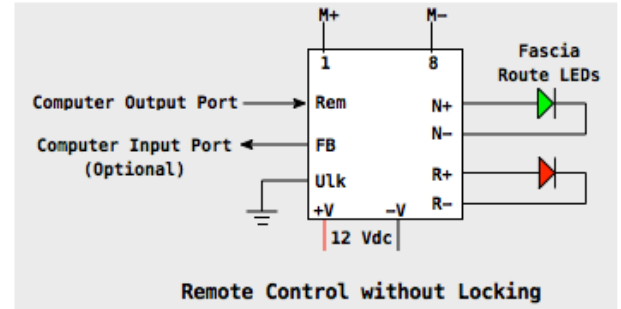 M+ M-
1 8
Fascia
Route LEDs
Computer Output Port Rem N+
N-
Computer Input Port FB
(Optional)
Ulk R+
R-
+V -V
12 Vdc
Remote Control without Locking